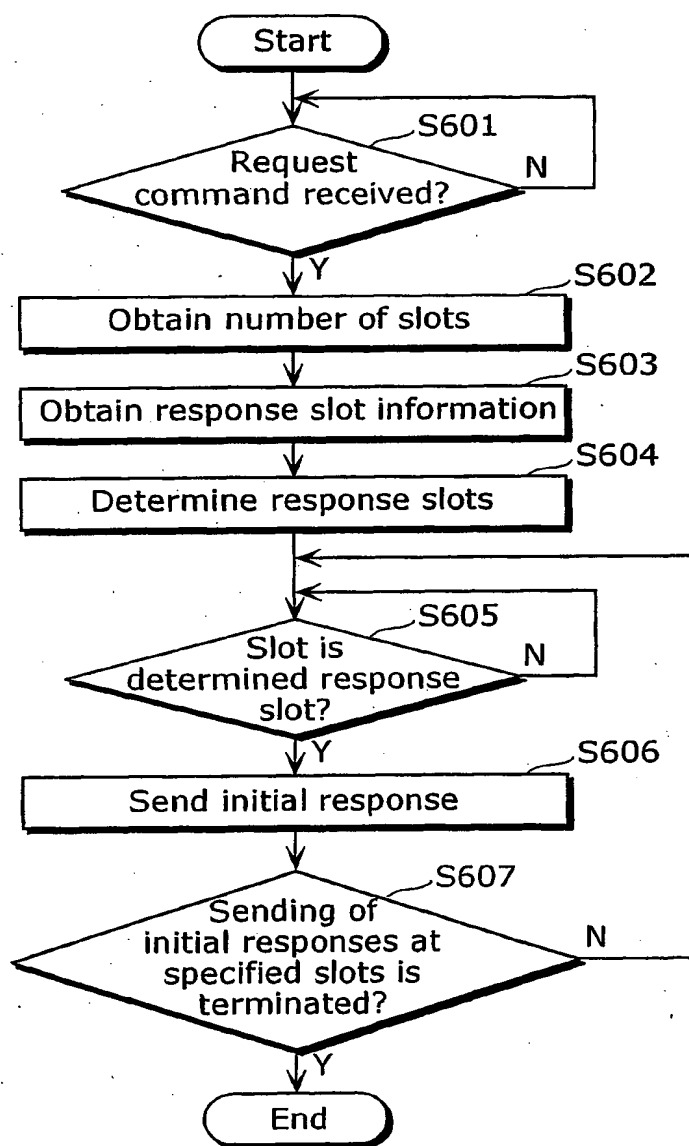 Start
S601
Request
command received?
N
Y
S602
Obtain number of slots
S603
Obtain response slot information
S604
Determine response slots
S605
Slot is
determined response
slot?
N
Y
S606
Send initial response
S607
Sending of
initial responses at
specified slots is
terminated?
N
Y
End